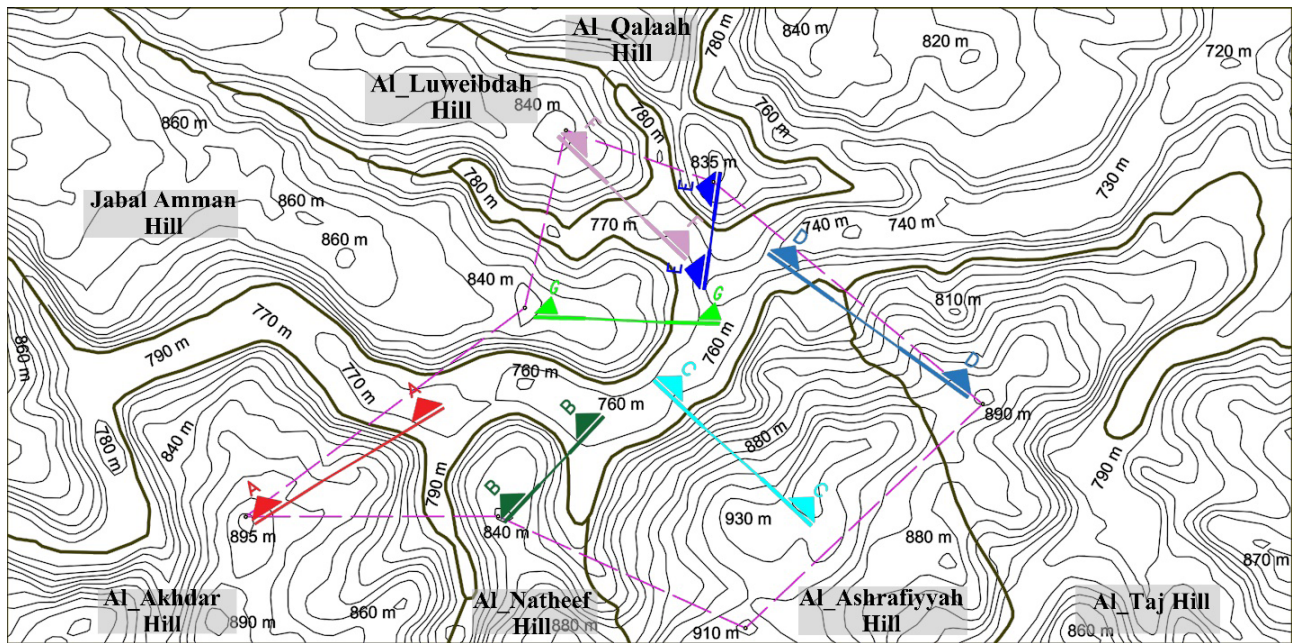 Al_Qalaah
Hill
780 m
840 m
820 m
720 m
Al_Luweibdah
Hill
840 m
860 m
780 m
760 m
F
835 m
730 m
780 m
E
Jabal Amman
Hill
860 m
860 m
770 m
F
740 m
740 m
D
E
840 m
G
G
810 m
770 m
790 m
860 m
760 m
760 m
770 m
C
D
A
B
760 m
890 m
840 m
880 m
780 m
790 m
790 m
A
B
C
895 m
840 m
930 m
880 m
870 m
Al_Akhdar
Hill
890 m
860 m
Al_Natheef
Hill
880 m
910 m
Al_Ashrafiyyah
Hill
Al_Taj Hill
860 m